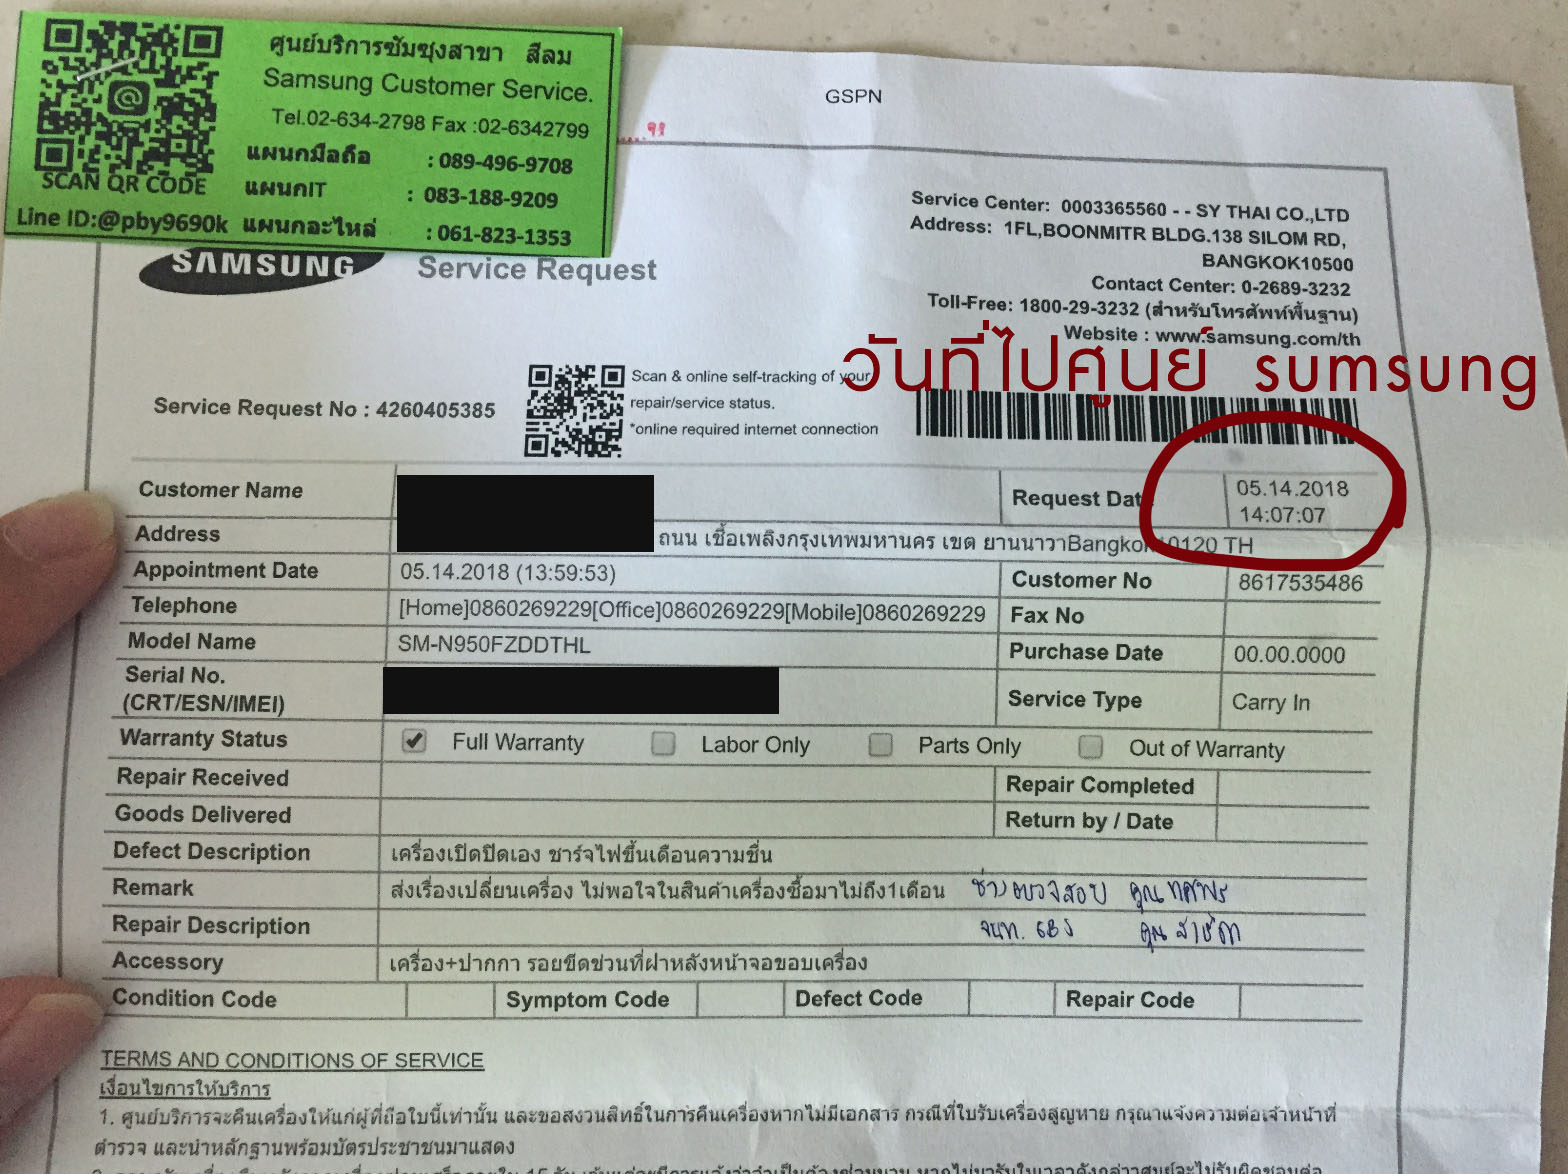 ศูนย์บริการซัมซุงสาขา สีลม
Samsung Customer Service.
Tel.02-634-2798 Fax :02-6342799
แผนกมือถือ : 089-496-9708
SCAN QR CODE แผนกIT : 083-188-9209
Line ID:@pby9690k แผนกอะไหล่ : 061-823-1353
GSPN
SAMSUNG Service Request
Service Center: 0003365560 - - SY THAI CO.,LTD
Address: 1FL,BOONMITR BLDG.138 SILOM RD,
BANGKOK10500
Contact Center: 0-2689-3232
Toll-Free: 1800-29-3232 (สำหรับโทรศัพท์พื้นฐาน)
Website : www.samsung.com/th
วันที่ไปศูนย์ sumsung
Service Request No : 4260405385
Scan & online self-tracking of your
repair/service status.
*online required internet connection
Customer Name Request Date 05.14.2018
14:07:07
Address ถนน เชื้อเพลิงกรุงเทพมหานคร เขต ยานนาวาBangkok10120 TH
Appointment Date 05.14.2018 (13:59:53) Customer No 8617535486
Telephone [Home]0860269229[Office]0860269229[Mobile]0860269229 Fax No
Model Name SM-N950FZDDTHL Purchase Date 00.00.0000
Serial No.
(CRT/ESN/IMEI) Service Type Carry In
Warranty Status Full Warranty Labor Only Parts Only Out of Warranty
Repair Received Repair Completed
Goods Delivered Return by / Date
Defect Description เครื่องเปิดปิดเอง ชาร์จไฟขึ้นเดือนความชื่น
Remark ส่งเรื่องเปลี่ยนเครื่อง ไม่พอใจในสินค้าเครื่องซื้อมาไม่ถึง1เดือน ช่างตรวจสอบ คุณ
Repair Description จนท. คุณ
Accessory เครื่อง+ปากกา รอยขีดข่วนที่ฝาหลังหน้าจอขอบเครื่อง
Condition Code Symptom Code Defect Code Repair Code
TERMS AND CONDITIONS OF SERVICE
เงื่อนไขการให้บริการ
1. ศูนย์บริการจะคืนเครื่องให้แก่ผู้ที่ถือใบนี้เท่านั้น และขอสงวนสิทธิ์ในการคืนเครื่องหากไม่มีเอกสาร กรณีที่ใบรับเครื่องสูญหาย กรุณาแจ้งความต่อเจ้าหน้าที่
ตำรวจ และนำหลักฐานพร้อมบัตรประชาชนมาแสดง